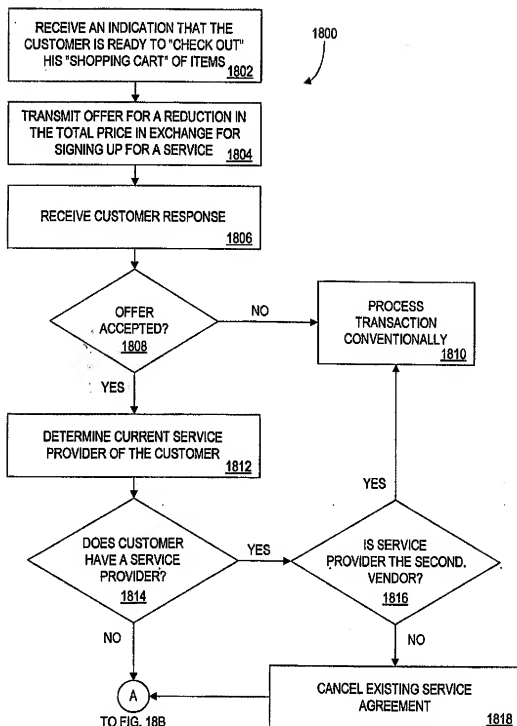 RECEIVE AN INDICATION THAT THE
CUSTOMER IS READY TO "CHECK OUT"
HIS "SHOPPING CART" OF ITEMS
1802
1800
TRANSMIT OFFER FOR A REDUCTION IN
THE TOTAL PRICE IN EXCHANGE FOR
SIGNING UP FOR A SERVICE
1804
RECEIVE CUSTOMER RESPONSE
1806
OFFER
ACCEPTED?
1808
NO
PROCESS
TRANSACTION
CONVENTIONALLY
1810
YES
DETERMINE CURRENT SERVICE
PROVIDER OF THE CUSTOMER
1812
YES
DOES CUSTOMER
HAVE A SERVICE
PROVIDER?
1814
YES
IS SERVICE
PROVIDER THE SECOND.
VENDOR?
1816
NO
NO
A
TO FIG. 18B
CANCEL EXISTING SERVICE
AGREEMENT
1818